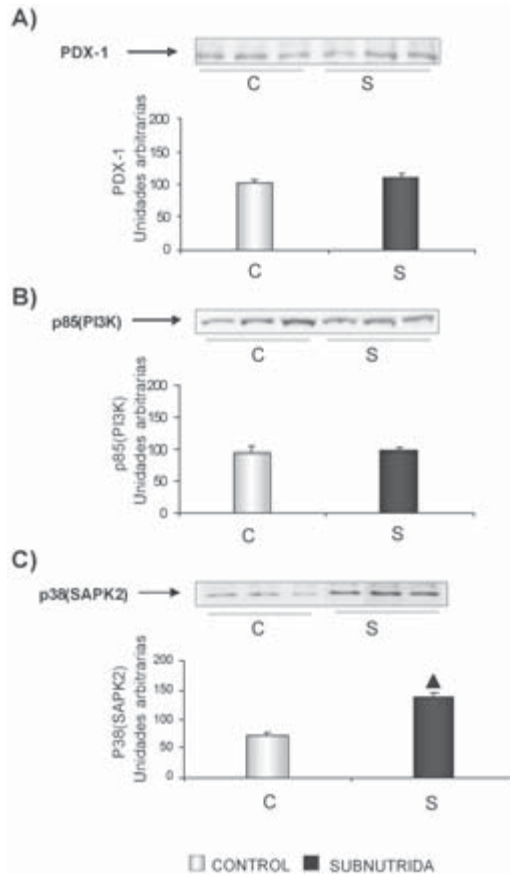 A)
PDX-1
C S
PDX-1
Unidades arbitrarias
200
150
100
50
0
C S
B)
p85(PI3K)
C S
p85(PI3K)
Unidades arbitrarias
200
150
100
50
0
C S
C)
p38(SAPK2)
C S
P38(SAPK2)
Unidades arbitrarias
200
150
100
50
0
C S
CONTROL SUBNUTRIDA